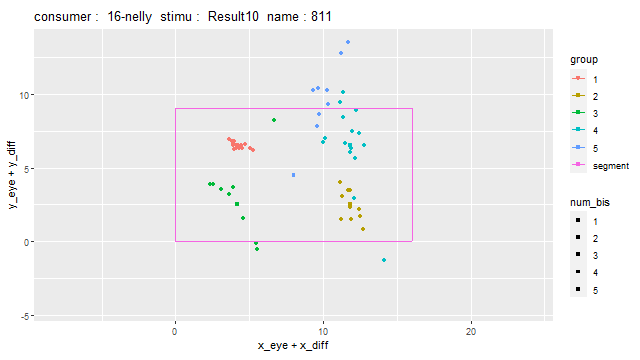 consumer :  16-nelly  stimu :  Result10  name : 811
y_eye + y_diff
10
5
0
-5
0
10
20
x_eye + x_diff
group
1
2
3
4
5
segment
num_bis
1
2
3
4
5